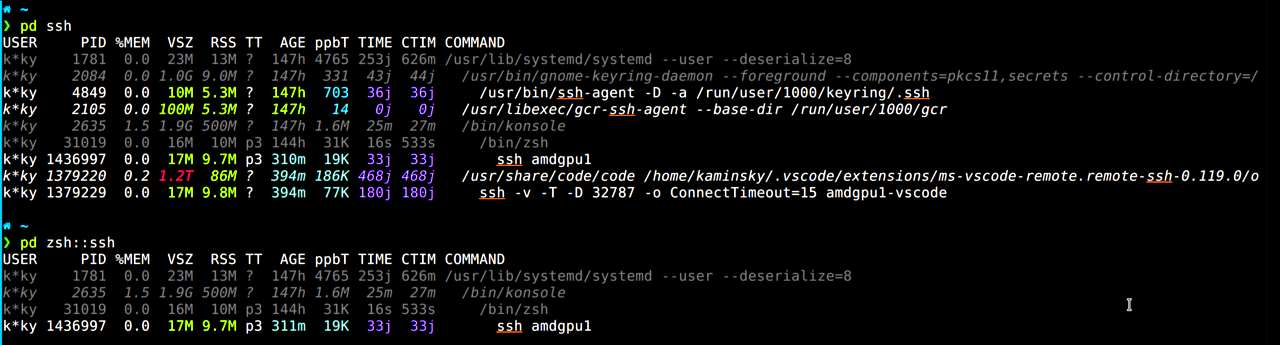 ~
❯ pd ssh
USER PID %MEM VSZ RSS TT AGE ppbT TIME CTIM COMMAND
k*ky 1781 0.0 23M 13M ? 147h 4765 253j 626m /usr/lib/systemd/systemd --user --deserialize=8
k*ky 2084 0.0 1.0G 9.0M ? 147h 331 43j 44j /usr/bin/gnome-keyring-daemon --foreground --components=pkcs11,secrets --control-directory=/
k*ky 4849 0.0 10M 5.3M ? 147h 703 36j 36j /usr/bin/ssh-agent -D -a /run/user/1000/keyring/.ssh
k*ky 2105 0.0 100M 5.3M ? 147h 14 0j 0j /usr/libexec/gcr-ssh-agent --base-dir /run/user/1000/gcr
k*ky 2635 1.5 1.9G 500M ? 147h 1.6M 25m 27m /bin/konsole
k*ky 31019 0.0 16M 10M p3 144h 31K 16s 533s /bin/zsh
k*ky 1436997 0.0 17M 9.7M p3 310m 19K 33j 33j ssh amdgpu1
k*ky 1379220 0.2 1.2T 86M ? 394m 186K 468j 468j /usr/share/code/code /home/kaminsky/.vscode/extensions/ms-vscode-remote.remote-ssh-0.119.0/o
k*ky 1379229 0.0 17M 9.8M ? 394m 77K 180j 180j ssh -v -T -D 32787 -o ConnectTimeout=15 amdgpu1-vscode
~
❯ pd zsh::ssh
USER PID %MEM VSZ RSS TT AGE ppbT TIME CTIM COMMAND
k*ky 1781 0.0 23M 13M ? 147h 4765 253j 626m /usr/lib/systemd/systemd --user --deserialize=8
k*ky 2635 1.5 1.9G 500M ? 147h 1.6M 25m 27m /bin/konsole
k*ky 31019 0.0 16M 10M p3 144h 31K 16s 533s /bin/zsh
k*ky 1436997 0.0 17M 9.7M p3 311m 19K 33j 33j ssh amdgpu1